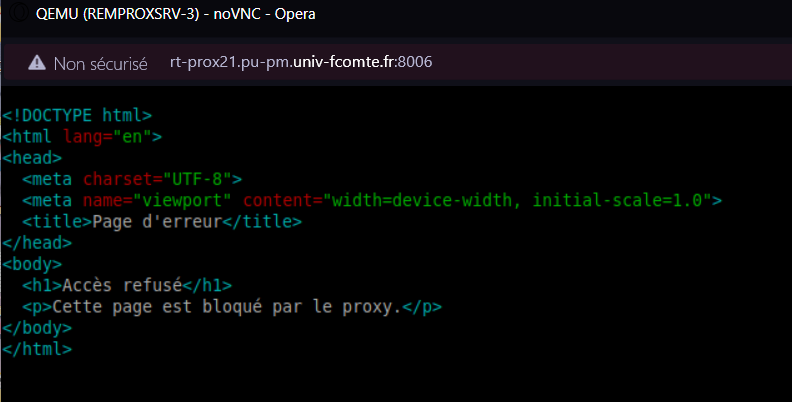 QEMU (REMPROXSRV-3) - noVNC - Opera
Non sécurisé rt-prox21.pu-pm.univ-fcomte.fr:8006
<!DOCTYPE html>
<html lang="en">
<head>
  <meta charset="UTF-8">
  <meta name="viewport" content="width=device-width, initial-scale=1.0">
  <title>Page d'erreur</title>
</head>
<body>
  <h1>Accès refusé</h1>
  <p>Cette page est bloqué par le proxy.</p>
</body>
</html>